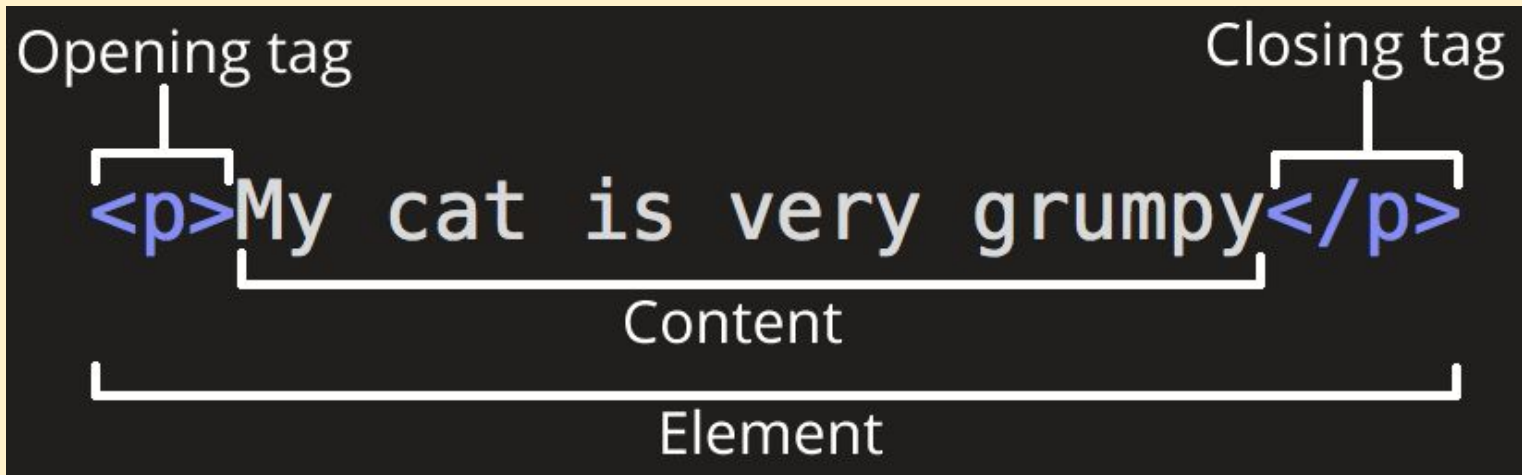 Opening tag
Closing tag
<p>My cat is very grumpy</p>
Content
Element